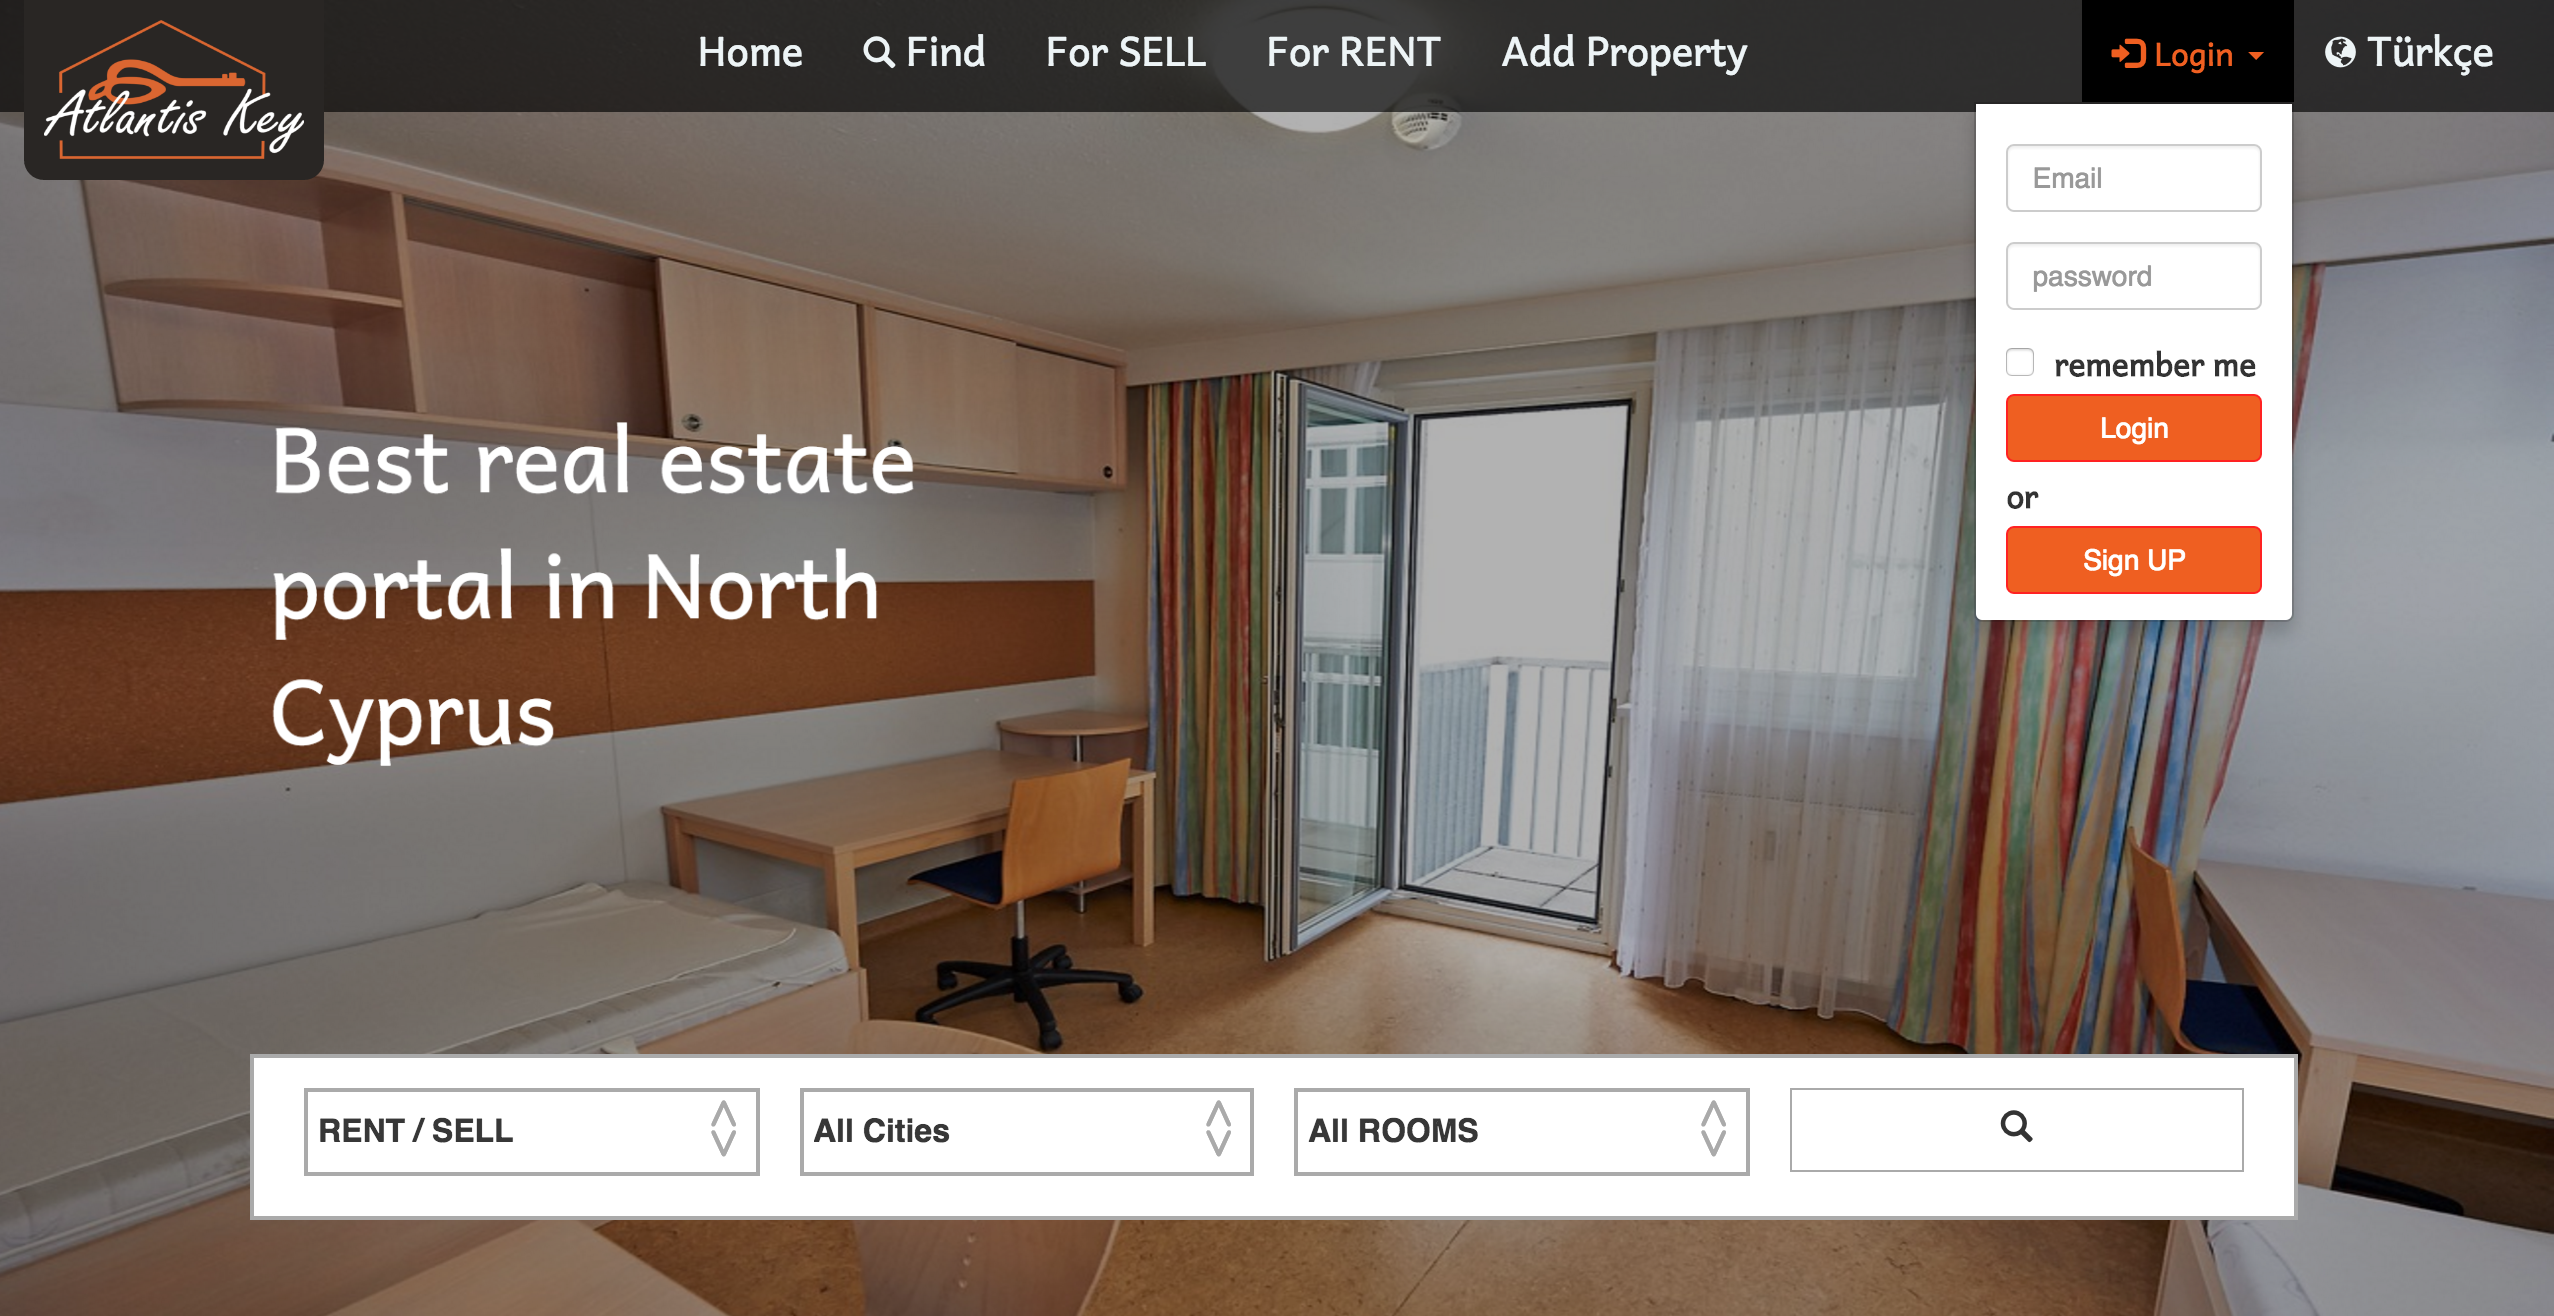 Atlantis Key
Home
Find
For SELL
For RENT
Add Property
Login
Türkçe
Email
password
remember me
Login
or
Sign UP
Best real estate
portal in North
Cyprus
RENT / SELL
All Cities
All ROOMS